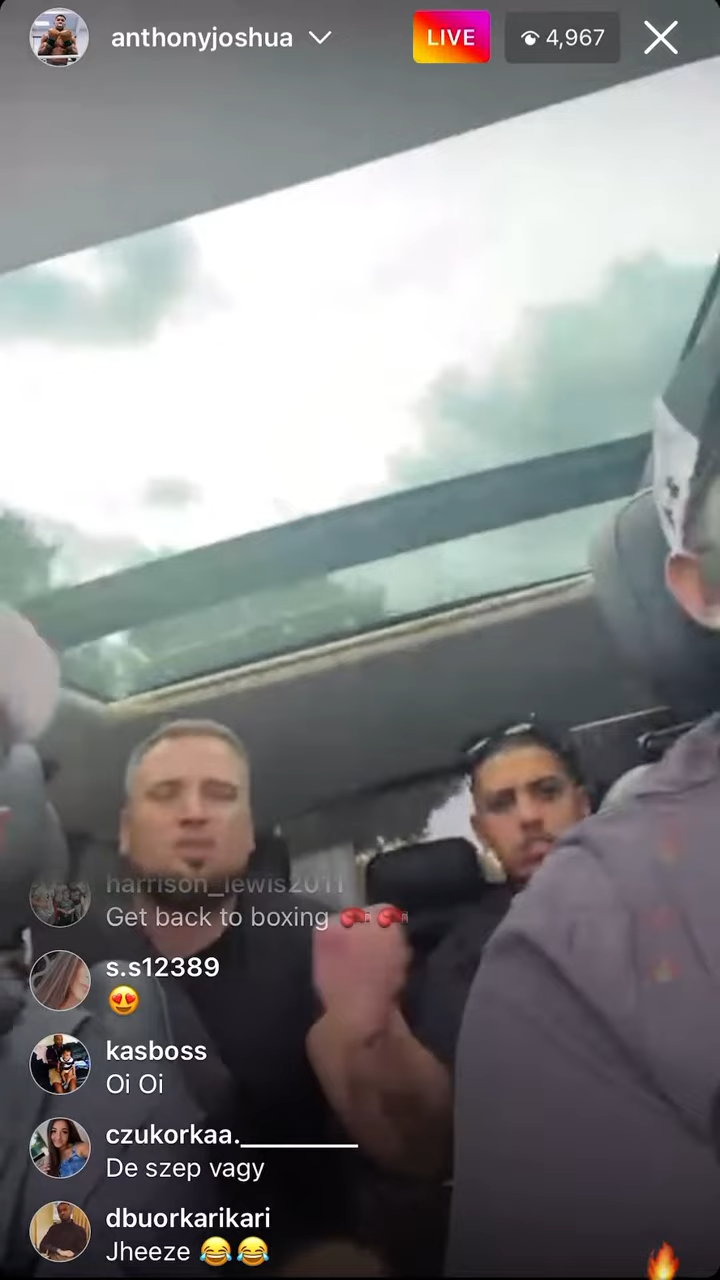 anthonyjoshua
LIVE
4,967
harrison_lewis2011
Get back to boxing 🥊🥊
s.s12389
😍
kasboss
Oi Oi
czukorkaa.__________
De szep vagy
dbuorkarikari
Jheeze 😂😂